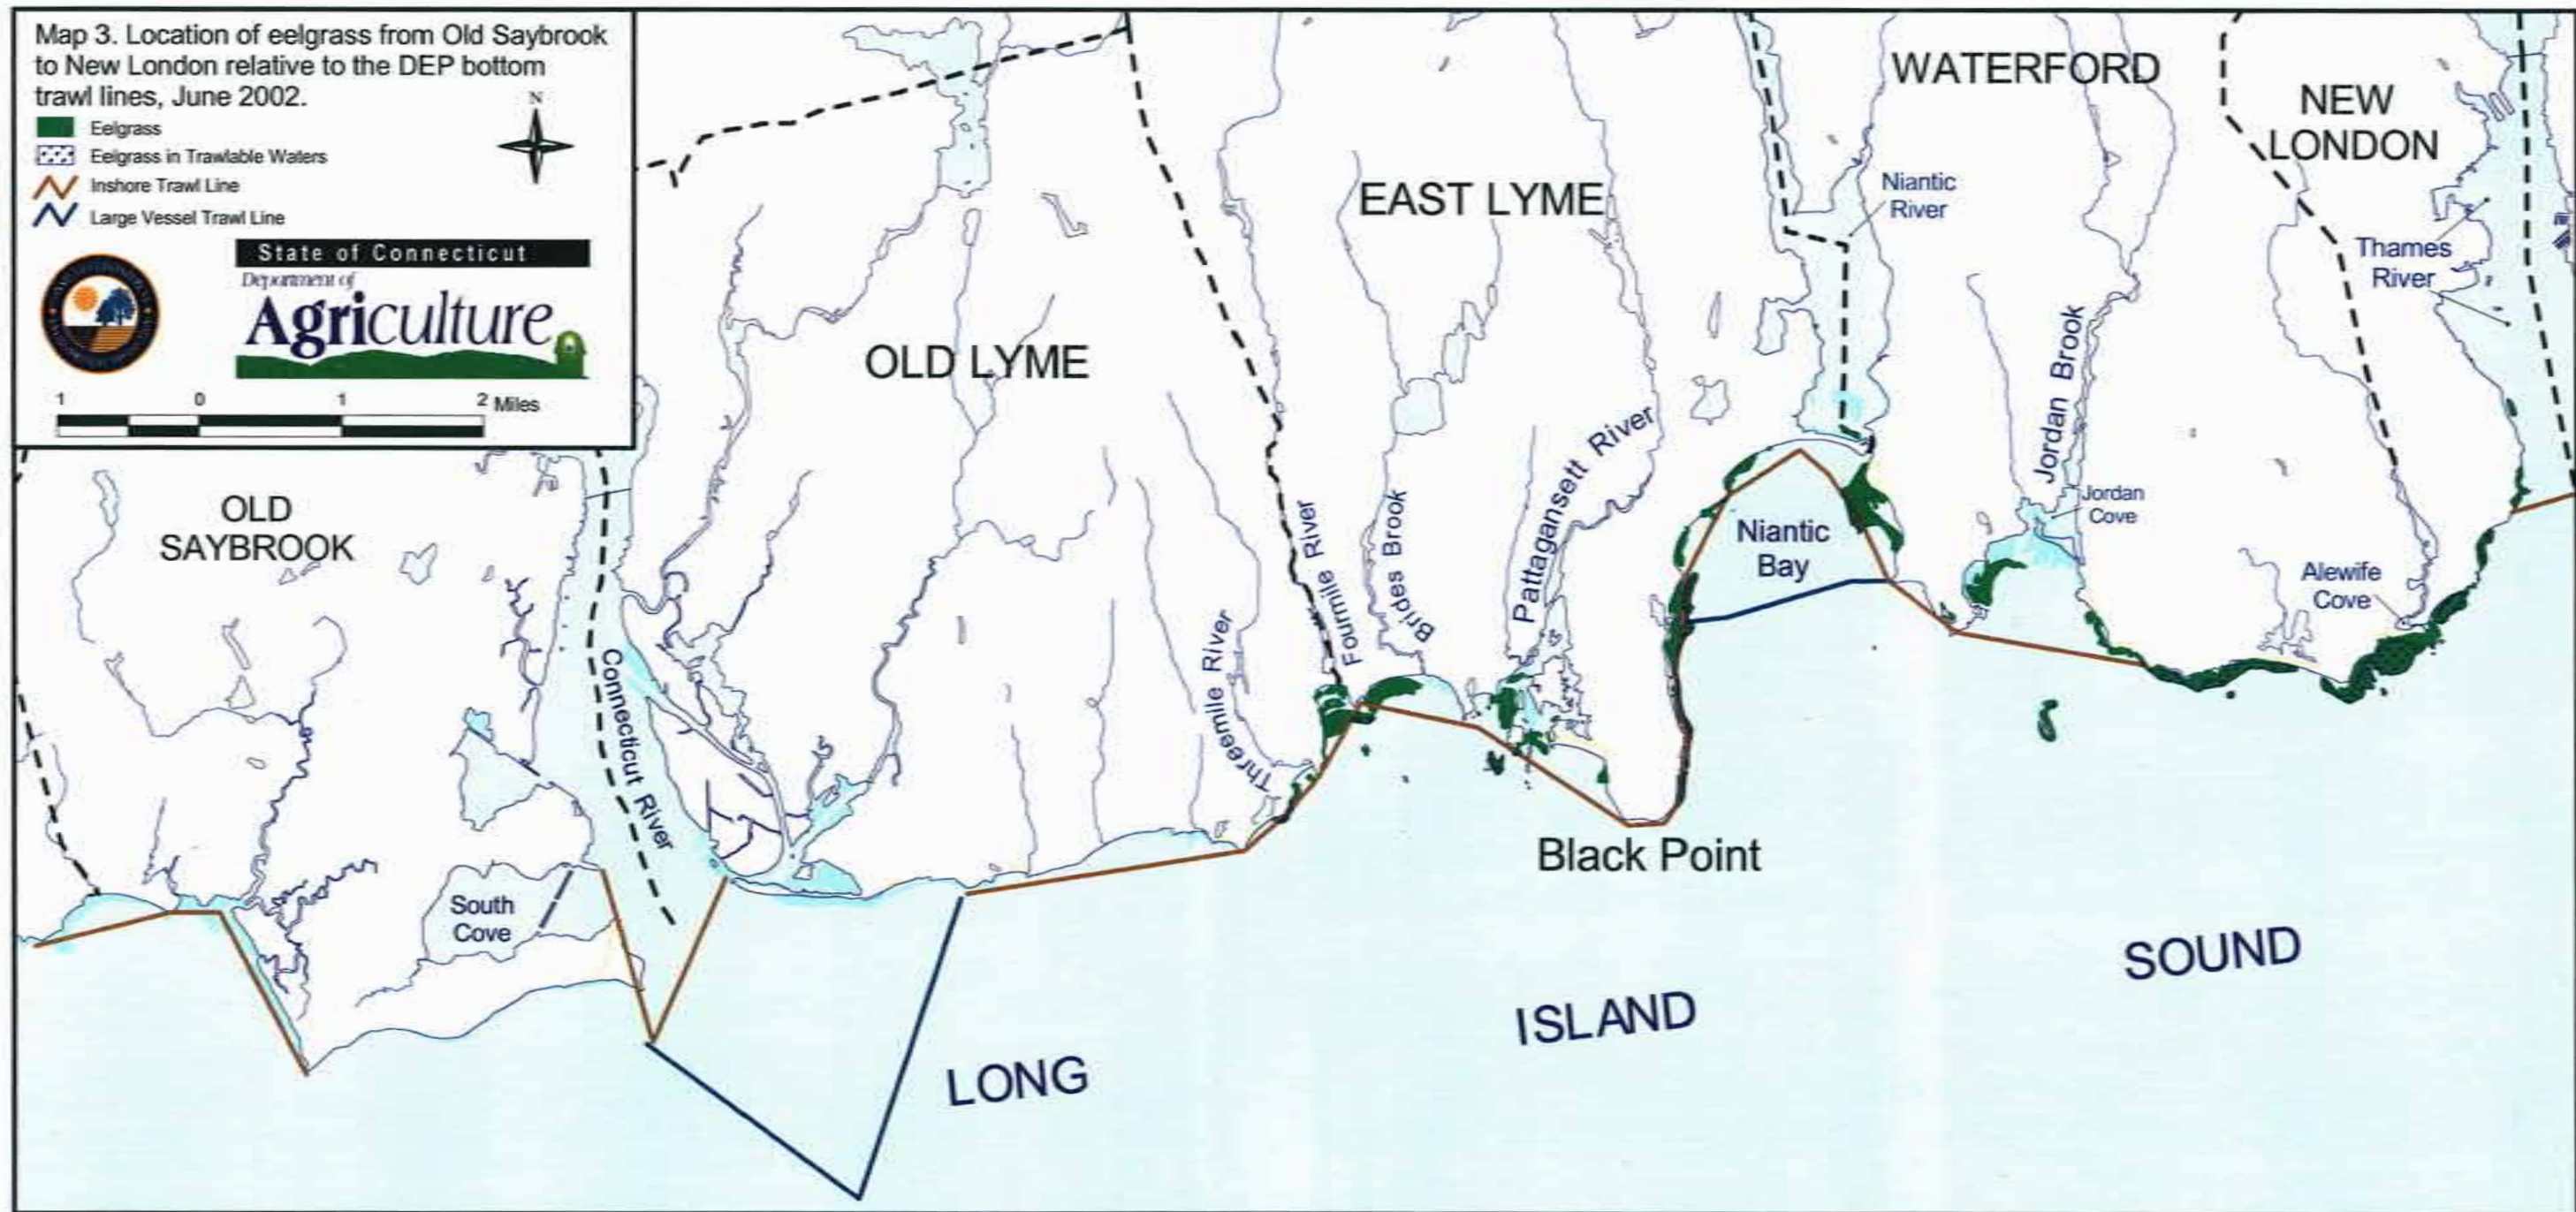 Map 3. Location of eelgrass from Old Saybrook
to New London relative to the DEP bottom
trawl lines, June 2002.
N
Eelgrass
Eelgrass in Trawlable Waters
Inshore Trawl Line
Large Vessel Trawl Line
State of Connecticut
Department of
Agriculture
1 0 1 2 Miles
WATERFORD
NEW
LONDON
EAST LYME
Niantic
River
Thames
River
OLD LYME
Jordan Brook
OLD
SAYBROOK
Connecticut River
Threemile River
Fourmile River
Brides Brook
Pattagansett River
Niantic
Bay
Jordan
Cove
Alewife
Cove
Black Point
South
Cove
LONG
ISLAND
SOUND